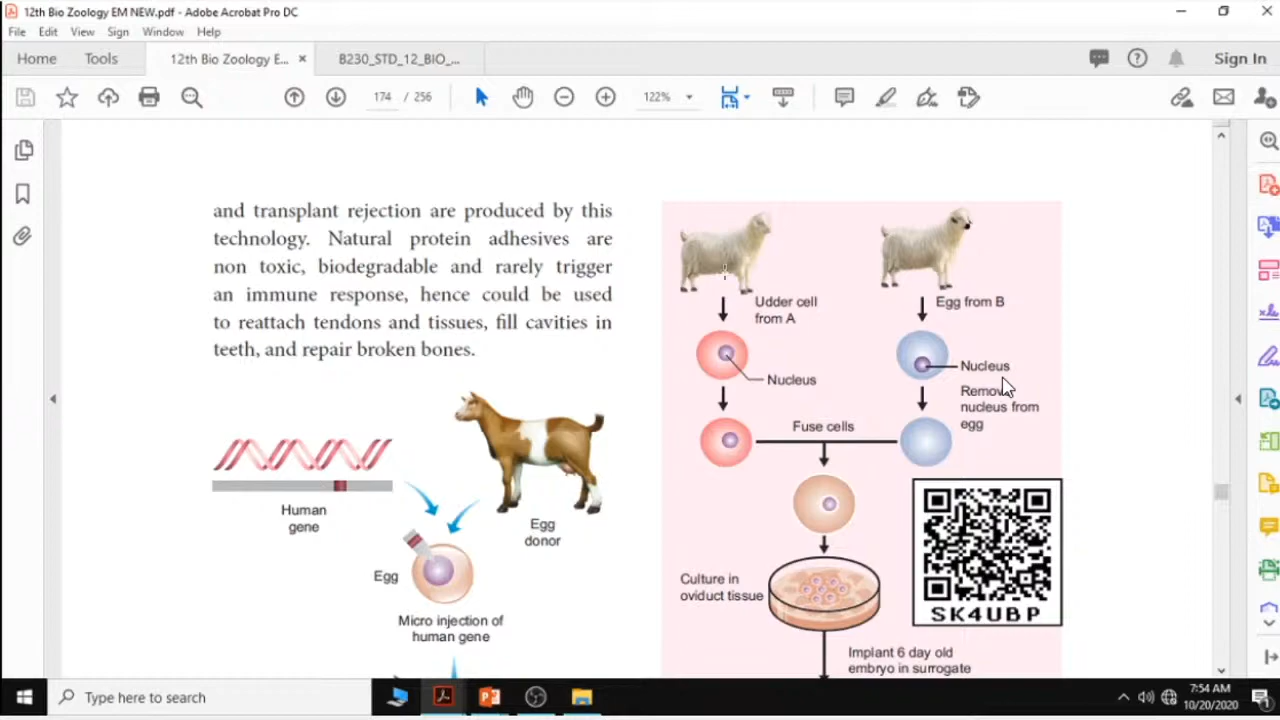 12th Bio Zoology EM NEW.pdf - Adobe Acrobat Pro DC
File Edit View Sign Window Help
Home Tools 12th Bio Zoology E... × B230_STD_12_BIO_... Sign In
174 / 256 122%
and transplant rejection are produced by this
technology. Natural protein adhesives are
non toxic, biodegradable and rarely trigger
an immune response, hence could be used
to reattach tendons and tissues, fill cavities in
teeth, and repair broken bones.
Human
gene
Egg
donor
Egg
Micro injection of
human gene
Udder cell
from A
Egg from B
Nucleus
Nucleus
nucleus from
egg
Fuse cells
Culture in
oviduct tissue
SK4UBP
Implant 6 day old
embryo in surrogate
Type here to search
7:54 AM
10/20/2020
1